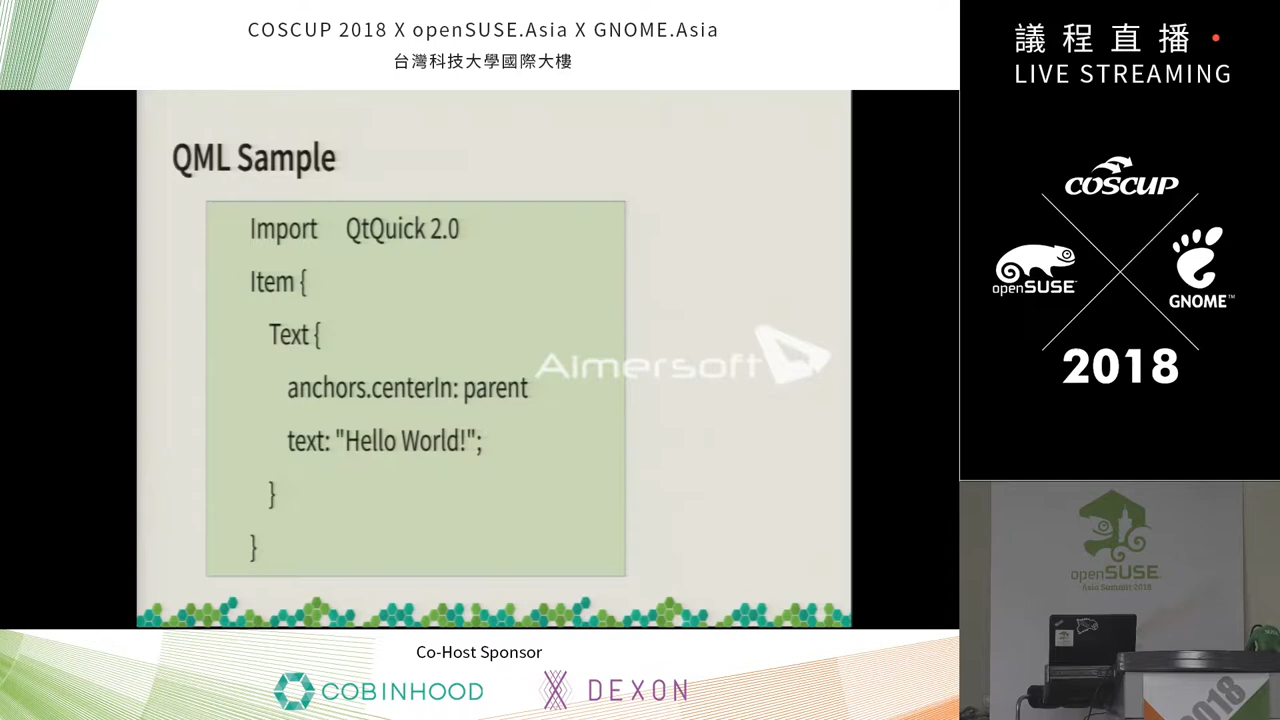 COSCUP 2018 X openSUSE.Asia X GNOME.Asia
台灣科技大學國際大樓
QML Sample
Import QtQuick 2.0
Item {
Text {
anchors.centerIn: parent
text: "Hello World!";
}
}
Aimersoft
Co-Host Sponsor
COBINHOOD
DEXON
議程直播
LIVE STREAMING
COSCUP
openSUSE
GNOME™
2018
openSUSE
Asia Summit 2018
2018